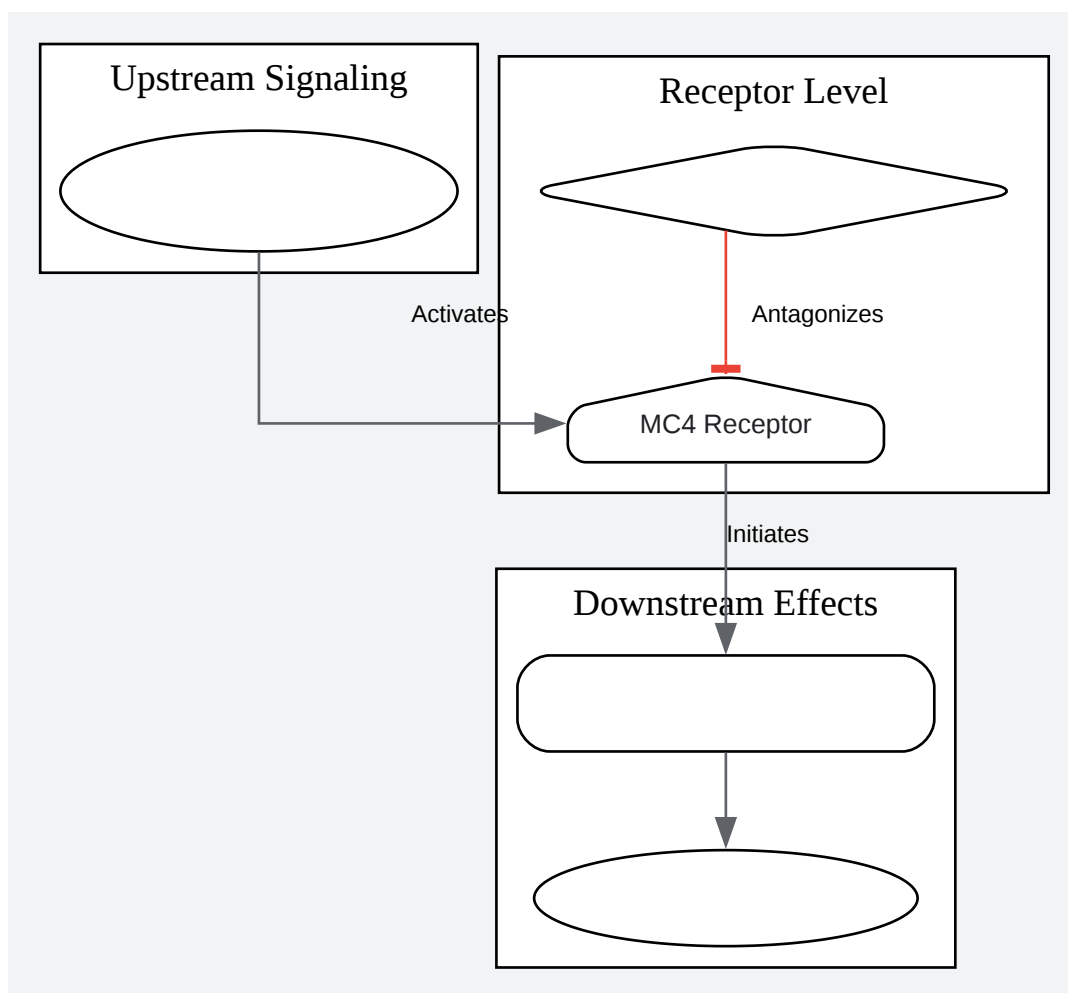 Upstream Signaling
Receptor Level
Activates
Antagonizes
MC4 Receptor
Initiates
Downstream Effects